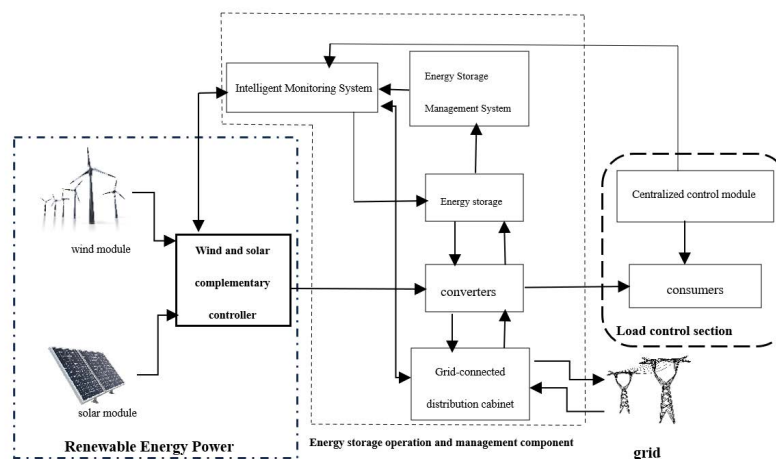 Intelligent Monitoring System
Energy Storage
Management System
wind module
Wind and solar
complementary
controller
solar module
Renewable Energy Power
Energy storage
converters
Grid-connected
distribution cabinet
Energy storage operation and management component
Centralized control module
consumers
Load control section
grid